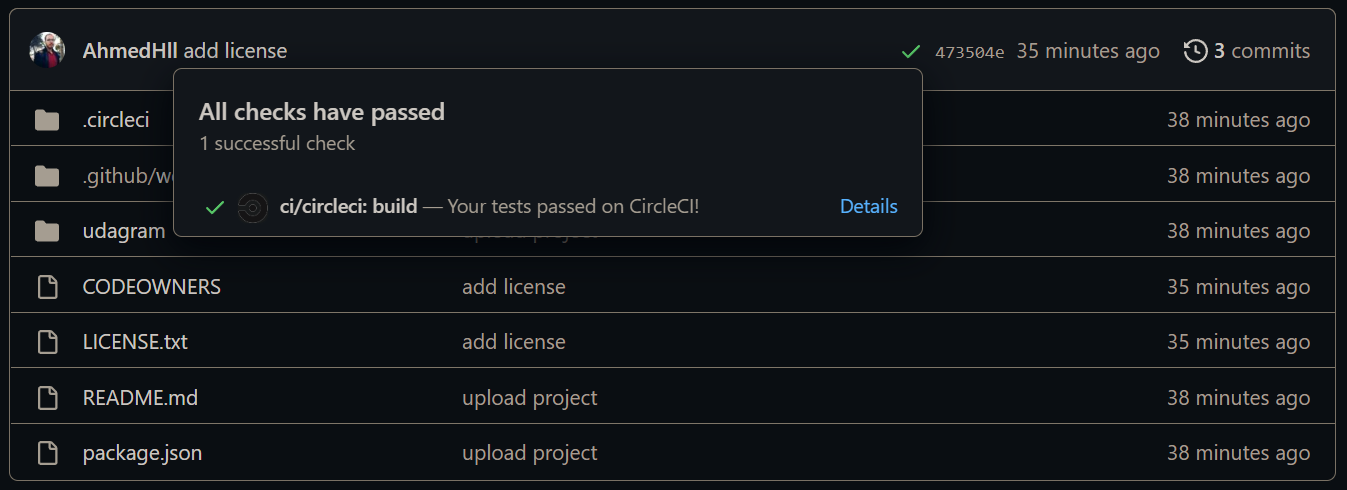 AhmedHll add license 473504e 35 minutes ago 3 commits
All checks have passed
1 successful check
ci/circleci: build — Your tests passed on CircleCI! Details
.circleci 38 minutes ago
.github/w 38 minutes ago
udagram upload project 38 minutes ago
CODEOWNERS add license 35 minutes ago
LICENSE.txt add license 35 minutes ago
README.md upload project 38 minutes ago
package.json upload project 38 minutes ago